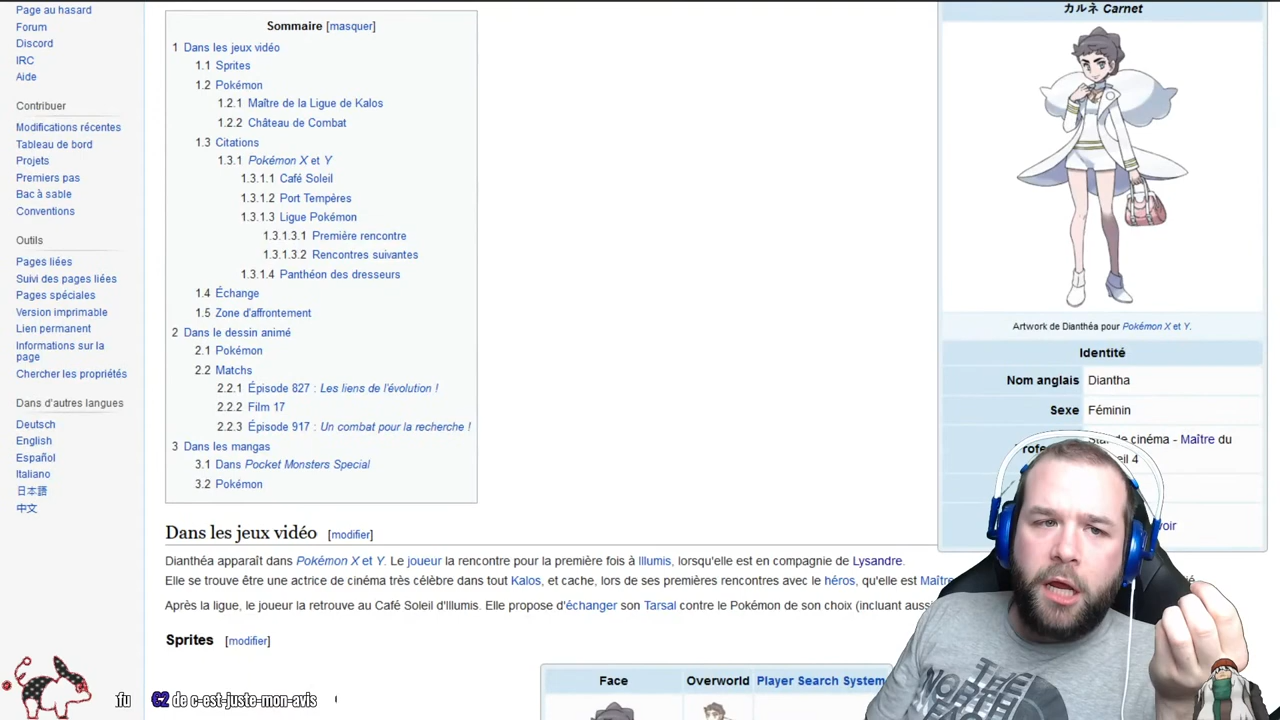 Page au hasard
Forum
Discord
IRC
Aide
Contribuer
Modifications récentes
Tableau de bord
Projets
Premiers pas
Bac à sable
Conventions
Outils
Pages liées
Suivi des pages liées
Pages spéciales
Version imprimable
Lien permanent
Informations sur la
page
Chercher les propriétés
Dans d'autres langues
Deutsch
English
Español
Italiano
日本語
中文
Sommaire [masquer]
1 Dans les jeux vidéo
1.1 Sprites
1.2 Pokémon
1.2.1 Maître de la Ligue de Kalos
1.2.2 Château de Combat
1.3 Citations
1.3.1 Pokémon X et Y
1.3.1.1 Café Soleil
1.3.1.2 Port Tempères
1.3.1.3 Ligue Pokémon
1.3.1.3.1 Première rencontre
1.3.1.3.2 Rencontres suivantes
1.3.1.4 Panthéon des dresseurs
1.4 Échange
1.5 Zone d'affrontement
2 Dans le dessin animé
2.1 Pokémon
2.2 Matchs
2.2.1 Épisode 827 : Les liens de l'évolution !
2.2.2 Film 17
2.2.3 Épisode 917 : Un combat pour la recherche !
3 Dans les mangas
3.1 Dans Pocket Monsters Special
3.2 Pokémon
Dans les jeux vidéo [modifier]
Dianthéa apparaît dans Pokémon X et Y. Le joueur la rencontre pour la première fois à Illumis, lorsqu'elle est en compagnie de Lysandre.
Elle se trouve être une actrice de cinéma très célèbre dans tout Kalos, et cache, lors de ses premières rencontres avec le héros, qu'elle est Maître
Après la ligue, le joueur la retrouve au Café Soleil d'Illumis. Elle propose d'échanger son Tarsal contre le Pokémon de son choix (incluant aussi
Sprites [modifier]
Face Overworld Player Search System
カルネ Carnet
Artwork de Dianthéa pour Pokémon X et Y.
Identité
Nom anglais Diantha
Sexe Féminin
de cinéma - Maître du
4
THE
NORTH
C2 de c-est-juste-mon-avis